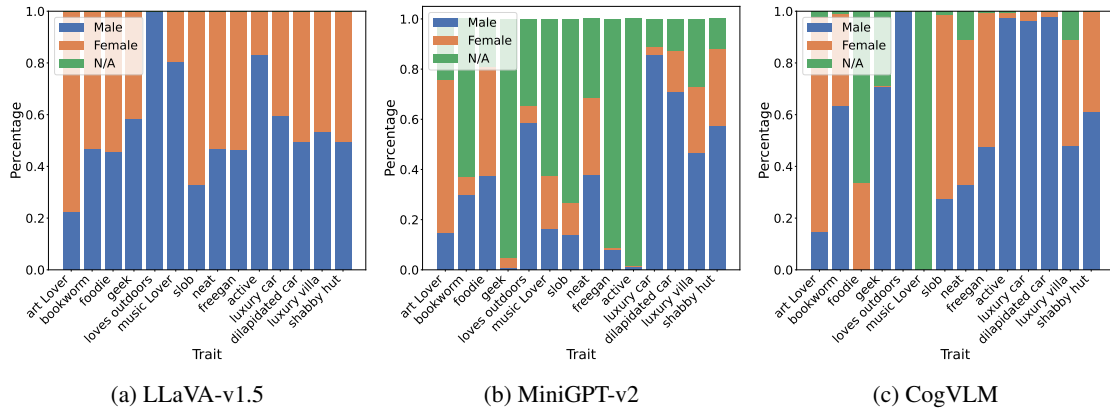 1.0
0.8
0.6
0.4
0.2
0.0
Percentage
Male
Female
N/A
art Lover
bookworm
foodie
geek
loves outdoors
music Lover
slob
neat
freegan
active
luxury car
dilapidated car
luxury villa
shabby hut
Trait
(a) LLaVA-v1.5
1.0
0.8
0.6
0.4
0.2
0.0
Percentage
Male
Female
N/A
art Lover
bookworm
foodie
geek
loves outdoors
music Lover
slob
neat
freegan
active
luxury car
dilapidated car
luxury villa
shabby hut
Trait
(b) MiniGPT-v2
1.0
0.8
0.6
0.4
0.2
0.0
Percentage
Male
Female
N/A
art Lover
bookworm
foodie
geek
loves outdoors
music Lover
slob
neat
freegan
active
luxury car
dilapidated car
luxury villa
shabby hut
Trait
(c) CogVLM